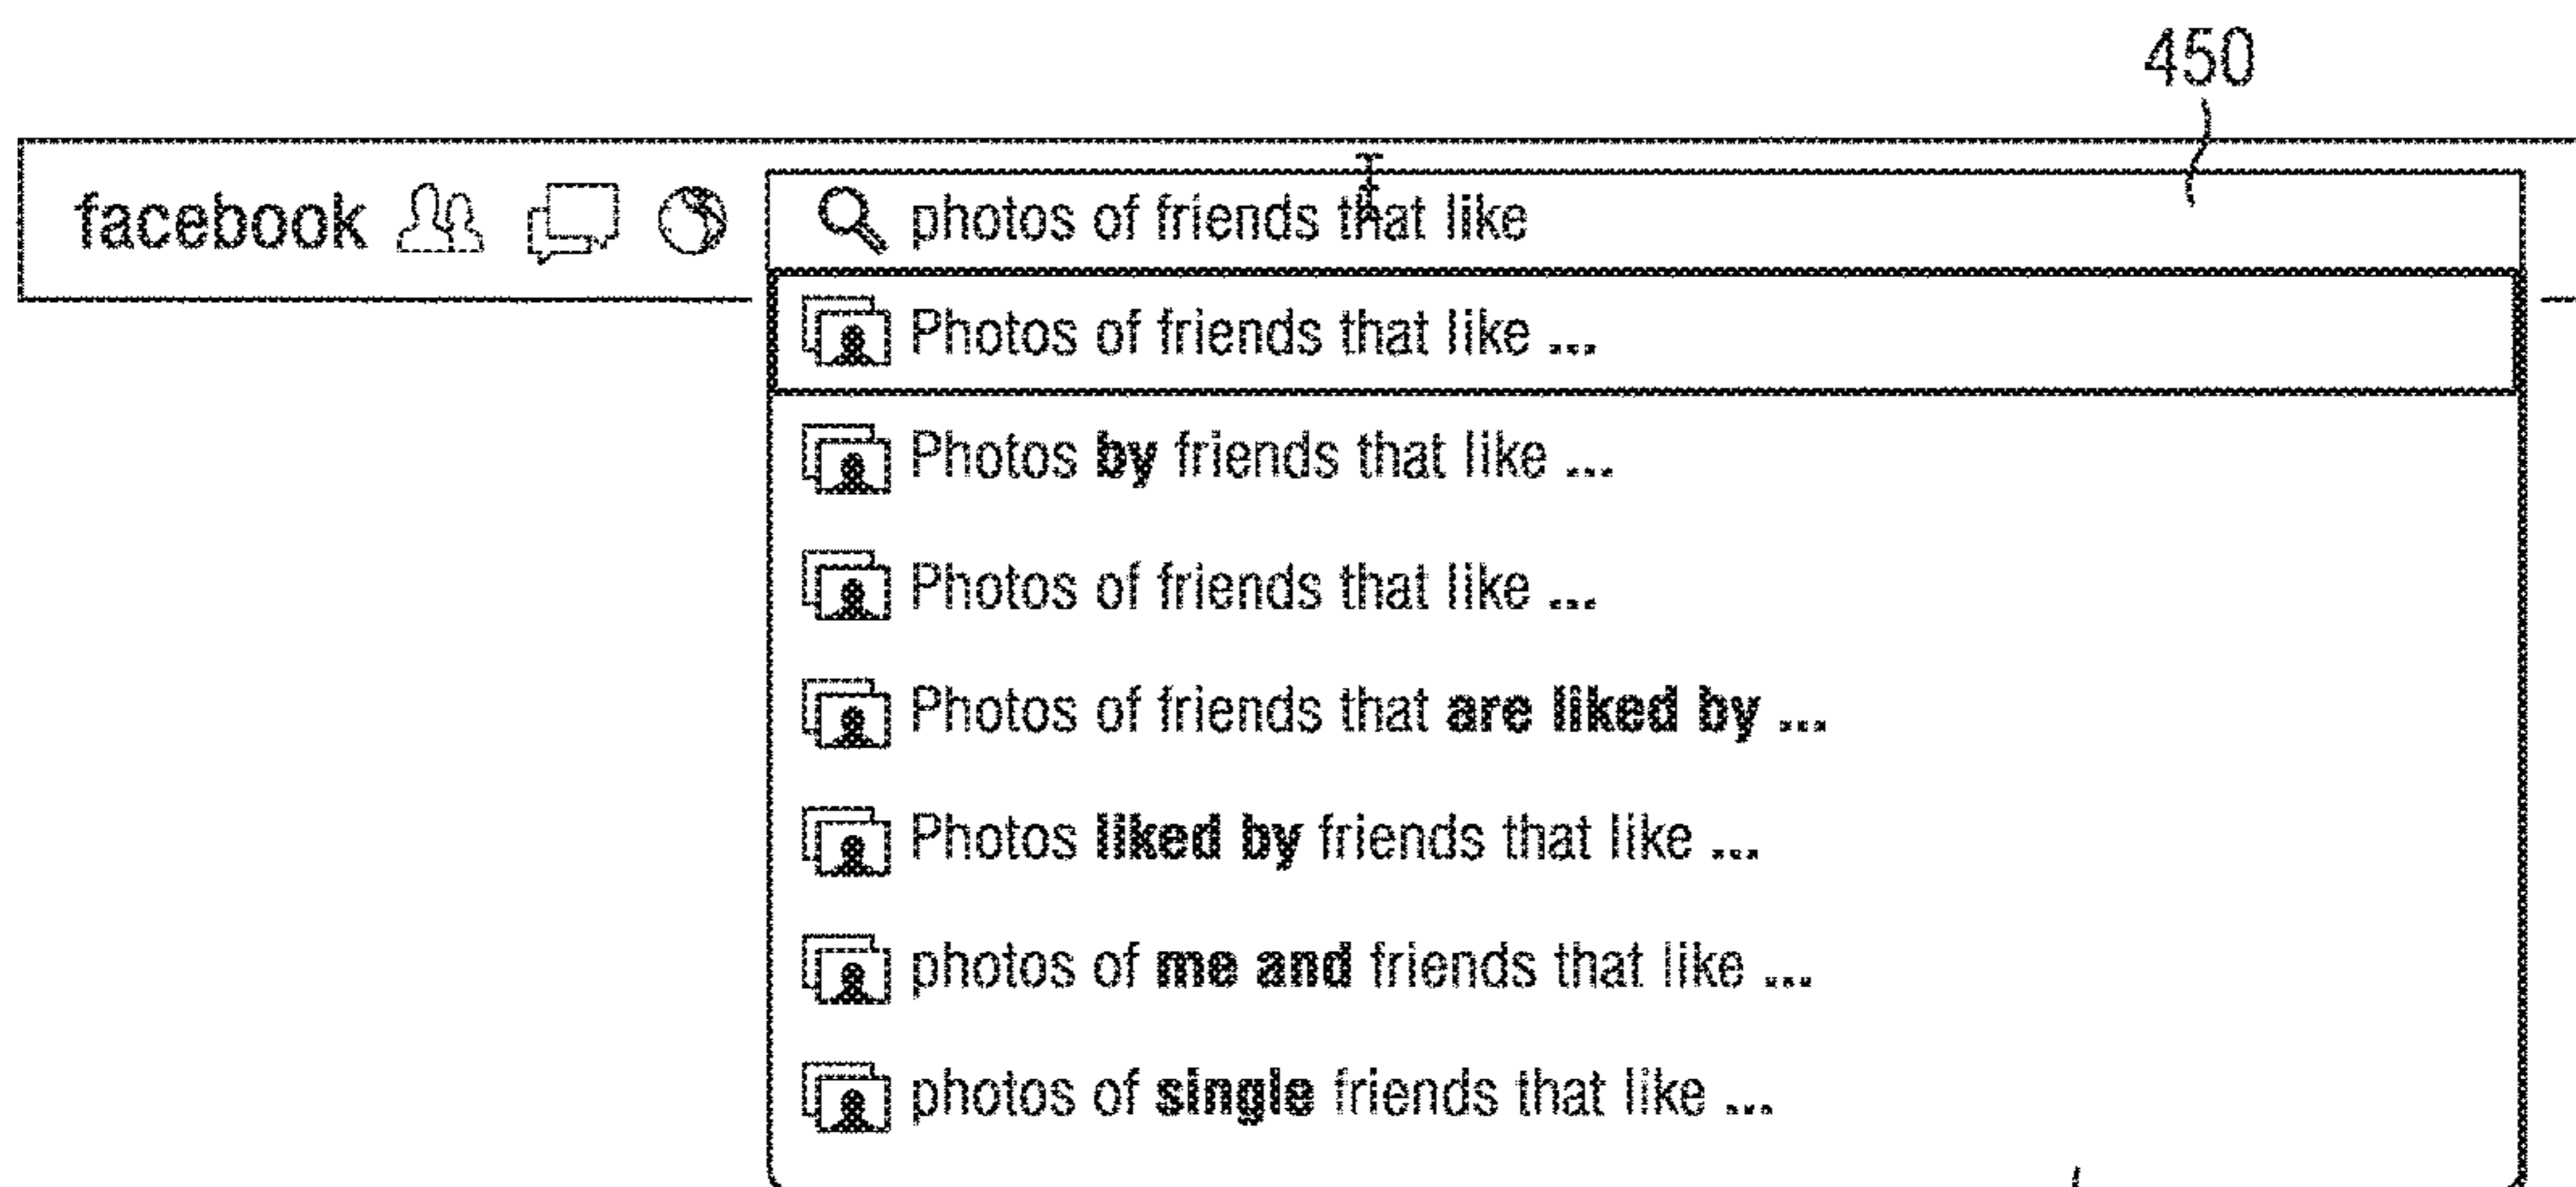 450
facebook photos of friends that like
Photos of friends that like ...
Photos by friends that like ...
Photos of friends that like ...
Photos of friends that are liked by ...
Photos liked by friends that like ...
photos of me and friends that like ...
photos of single friends that like ...